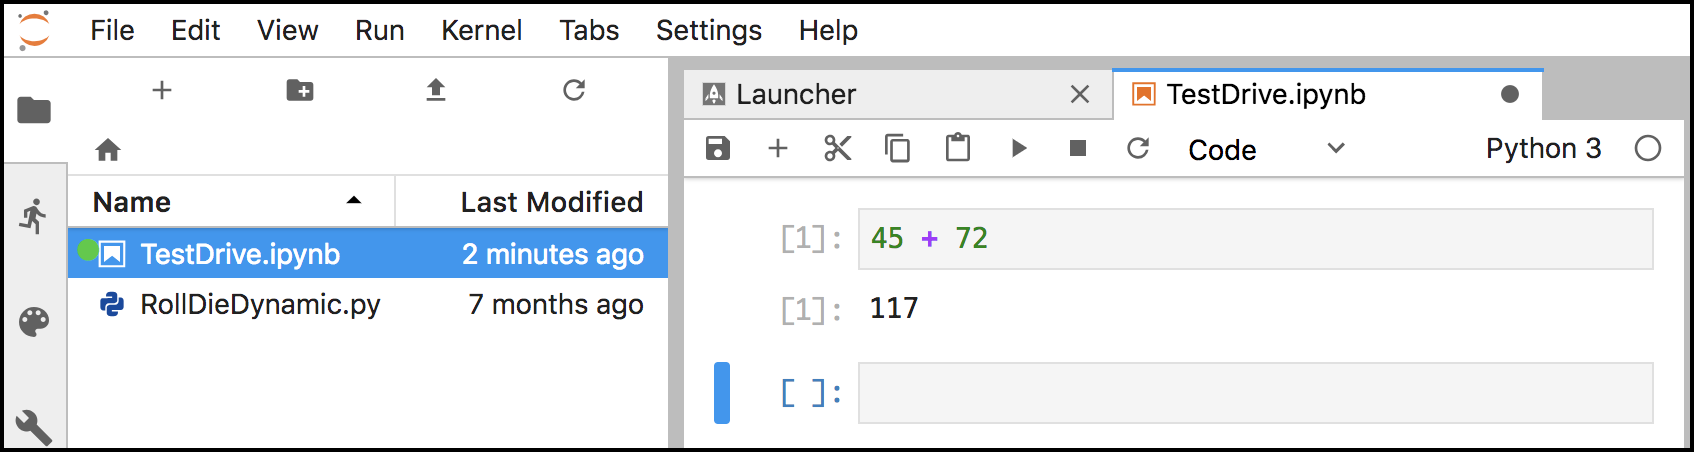 File Edit View Run Kernel Tabs Settings Help
Launcher TestDrive.ipynb
Code Python 3
Name Last Modified
TestDrive.ipynb 2 minutes ago
RollDieDynamic.py 7 months ago
[1]: 45 + 72
[1]: 117
[ ]: